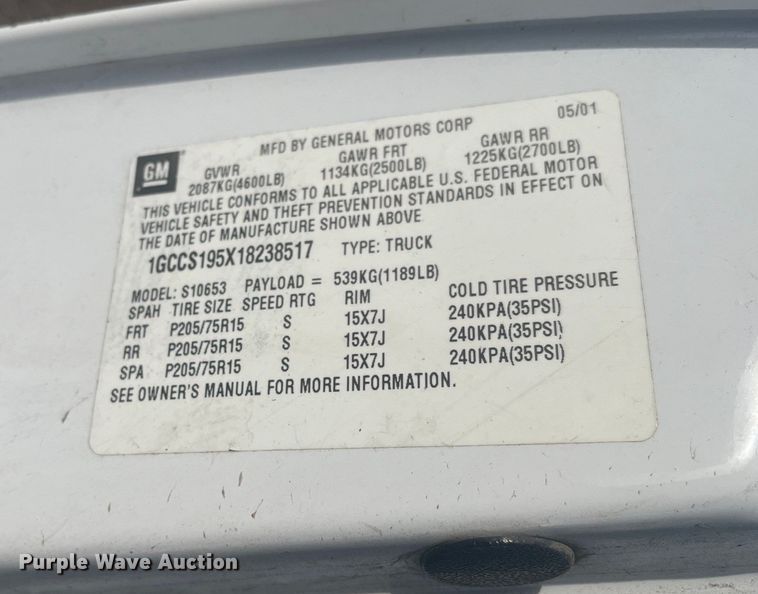 05/01
MFD BY GENERAL MOTORS CORP
GM GVWR GAWR FRT GAWR RR
2087KG(4600LB) 1134KG(2500LB) 1225KG(2700LB)
THIS VEHICLE CONFORMS TO ALL APPLICABLE U.S. FEDERAL MOTOR
VEHICLE SAFETY AND THEFT PREVENTION STANDARDS IN EFFECT ON
THE DATE OF MANUFACTURE SHOWN ABOVE
1GCCS195X18238517 TYPE: TRUCK
MODEL: S10653 PAYLOAD = 539KG(1189LB)
SPAH TIRE SIZE SPEED RTG RIM COLD TIRE PRESSURE
FRT P205/75R15 S 15X7J 240KPA(35PSI)
RR P205/75R15 S 15X7J 240KPA(35PSI)
SPA P205/75R15 S 15X7J 240KPA(35PSI)
SEE OWNER'S MANUAL FOR MORE INFORMATION.
Purple Wave Auction